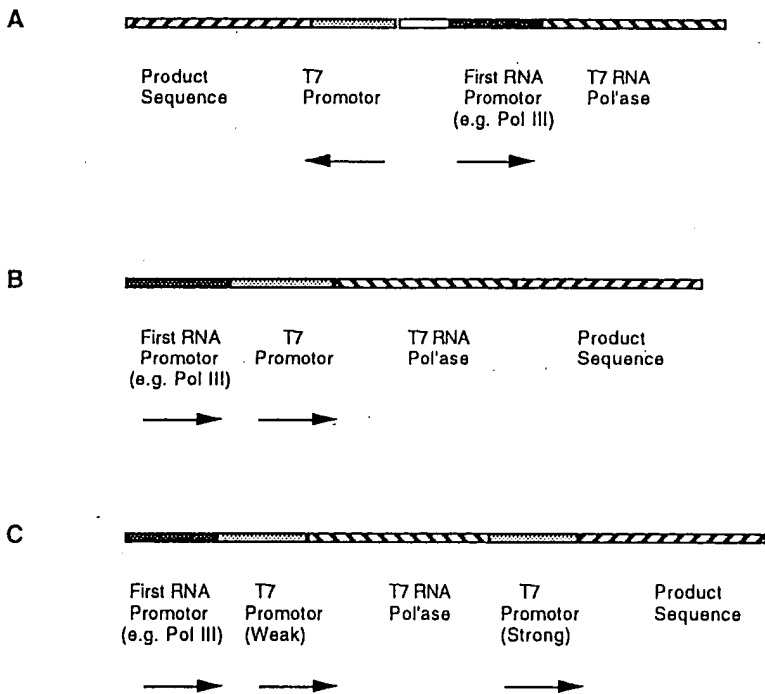 A
Product Sequence
T7 Promotor
First RNA Promotor (e.g. Pol III)
T7 RNA Pol'ase
B
First RNA Promotor (e.g. Pol III)
T7 Promotor
T7 RNA Pol'ase
Product Sequence
C
First RNA Promotor (e.g. Pol III)
T7 Promotor (Weak)
T7 RNA Pol'ase
T7 Promotor (Strong)
Product Sequence